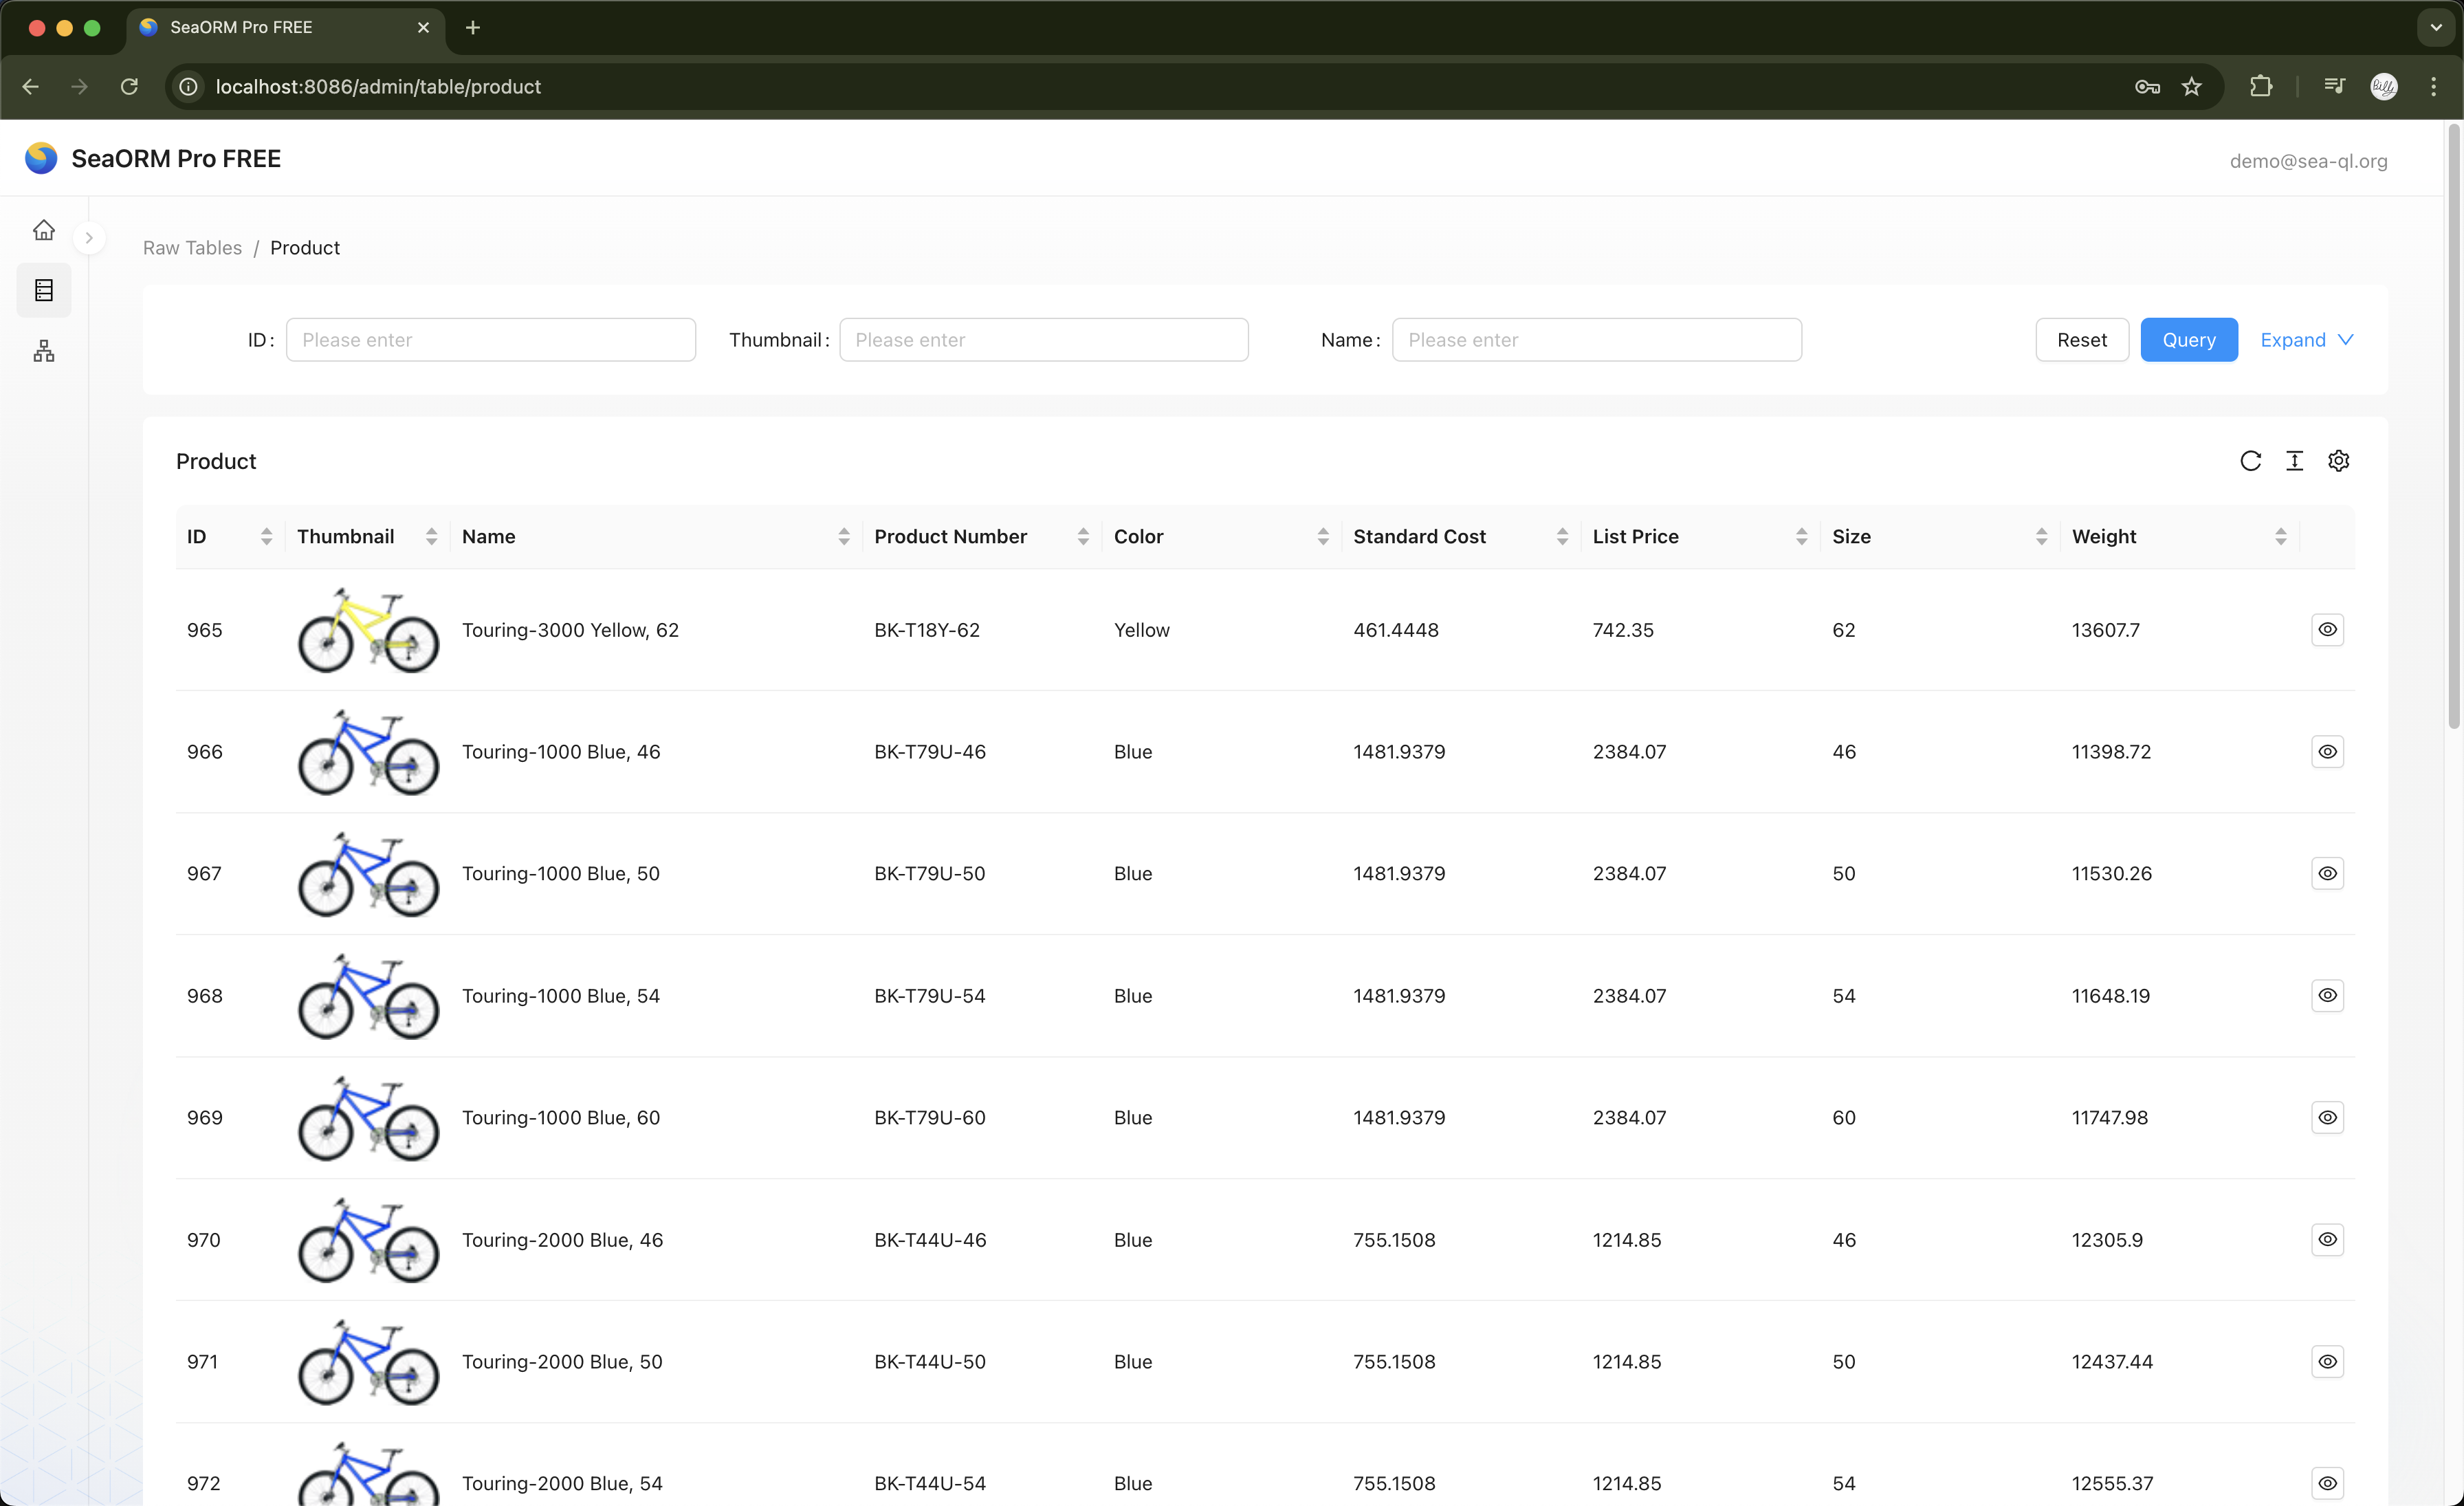 SeaORM Pro FREE
localhost:8086/admin/table/product
Billy
SeaORM Pro FREE
demo@sea-ql.org
Raw Tables / Product
ID: Please enter Thumbnail: Please enter Name: Please enter Reset Query Expand
Product
ID Thumbnail Name Product Number Color Standard Cost List Price Size Weight
965 Touring-3000 Yellow, 62 BK-T18Y-62 Yellow 461.4448 742.35 62 13607.7
966 Touring-1000 Blue, 46 BK-T79U-46 Blue 1481.9379 2384.07 46 11398.72
967 Touring-1000 Blue, 50 BK-T79U-50 Blue 1481.9379 2384.07 50 11530.26
968 Touring-1000 Blue, 54 BK-T79U-54 Blue 1481.9379 2384.07 54 11648.19
969 Touring-1000 Blue, 60 BK-T79U-60 Blue 1481.9379 2384.07 60 11747.98
970 Touring-2000 Blue, 46 BK-T44U-46 Blue 755.1508 1214.85 46 12305.9
971 Touring-2000 Blue, 50 BK-T44U-50 Blue 755.1508 1214.85 50 12437.44
972 Touring-2000 Blue, 54 BK-T44U-54 Blue 755.1508 1214.85 54 12555.37